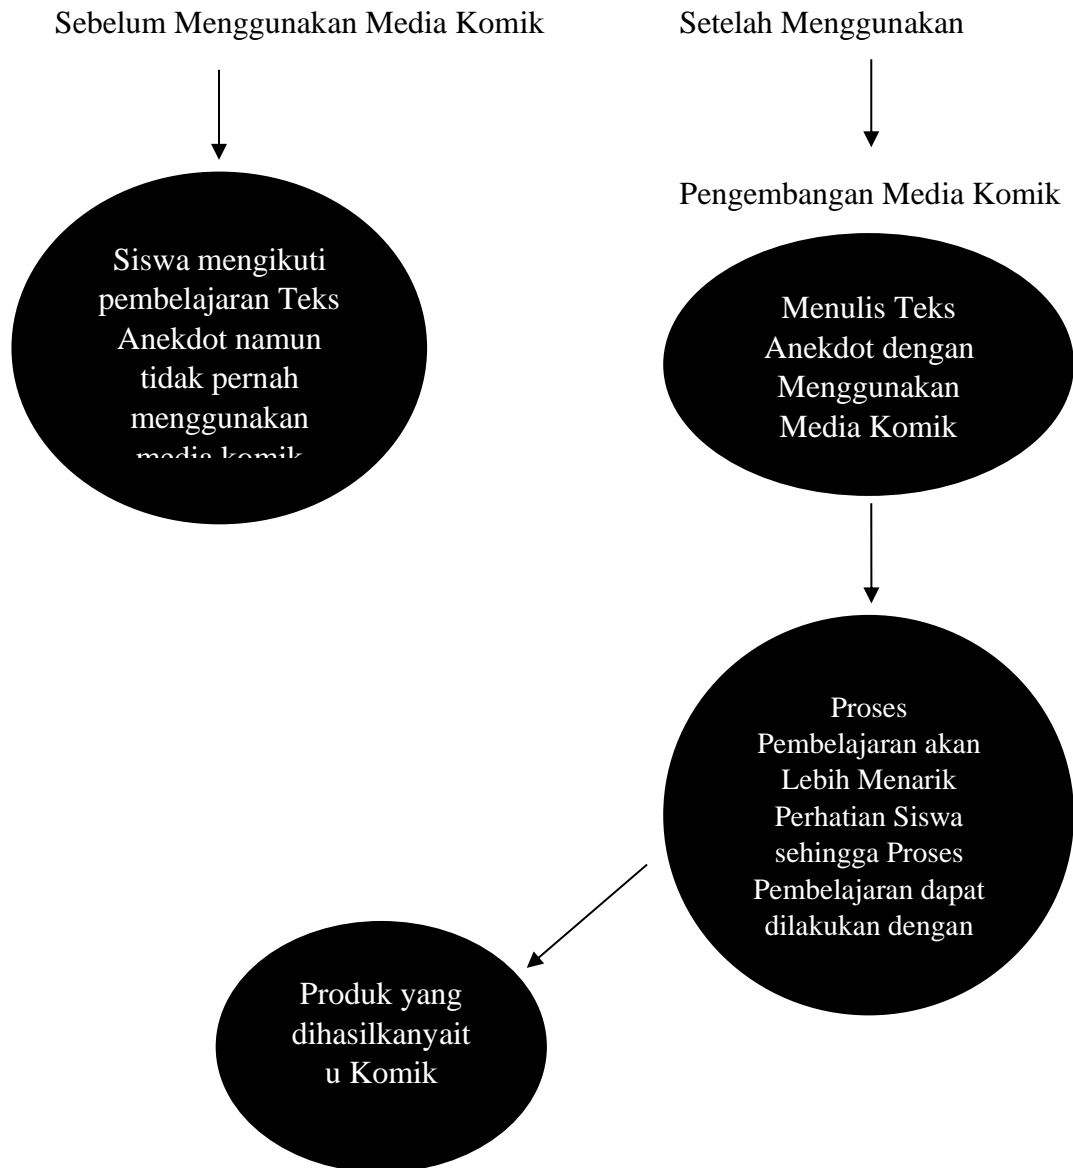 Sebelum Menggunakan Media Komik
Setelah Menggunakan
Pengembangan Media Komik
Siswa mengikuti
pembelajaran Teks
Anekdot namun
tidak pernah
menggunakan
media komik
Menulis Teks
Anekdot dengan
Menggunakan
Media Komik
Proses
Pembelajaran akan
Lebih Menarik
Perhatian Siswa
sehingga Proses
Pembelajaran dapat
dilakukan dengan
Produk yang
dihasilkanyait
u Komik